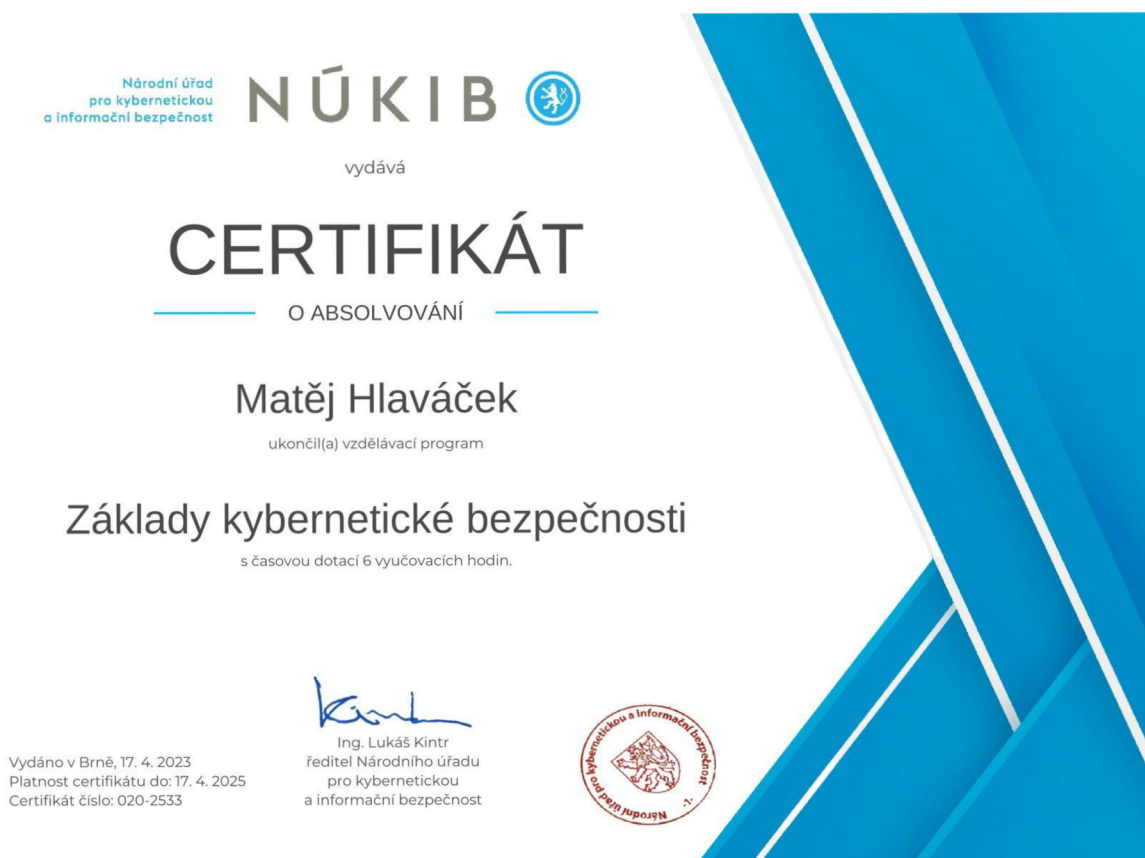 Národní úřad
pro kybernetickou
a informační bezpečnost
NÚKIB
vydává
CERTIFIKÁT
O ABSOLVOVÁNÍ
Matěj Hlaváček
ukončil(a) vzdělávací program
Základy kybernetické bezpečnosti
s časovou dotací 6 vyučovacích hodin.
Ing. Lukáš Kintr
ředitel Národního úřadu
pro kybernetickou
a informační bezpečnost
Vydáno v Brně, 17. 4. 2023
Platnost certifikátu do: 17. 4. 2025
Certifikát číslo: 020-2533
Národní úřad pro kybernetickou a informační bezpečnost
-1-